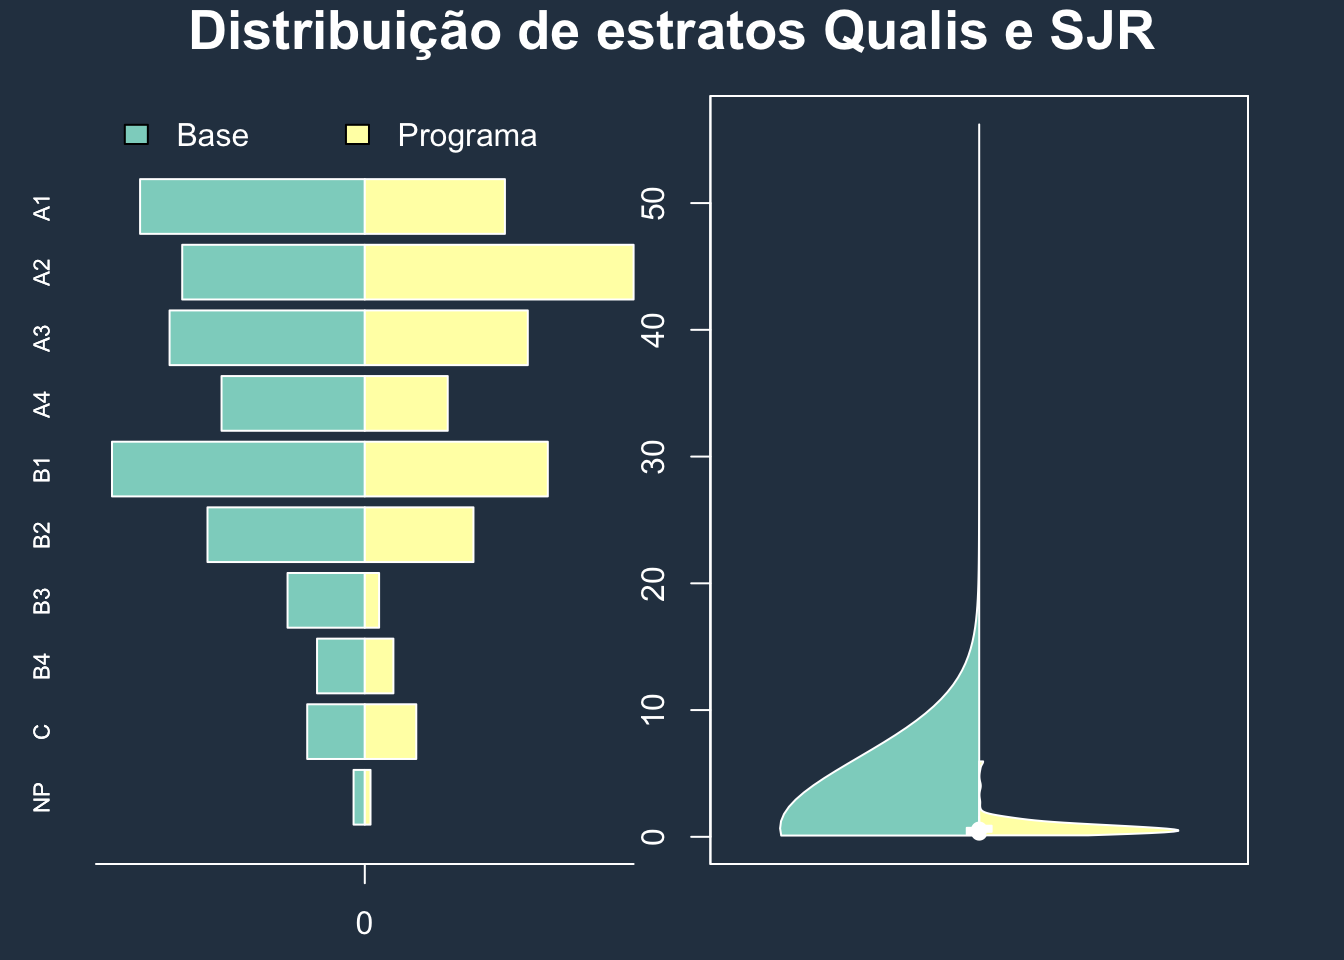 Distribuição de estratos Qualis e SJR
Base
Programa
A1
A2
A3
A4
B1
B2
B3
B4
C
NP
0
50
40
30
20
10
0